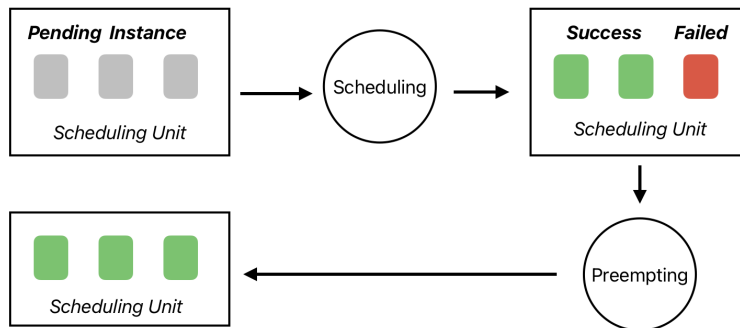 Pending Instance
Scheduling Unit
Scheduling
Success Failed
Scheduling Unit
Preempting
Scheduling Unit